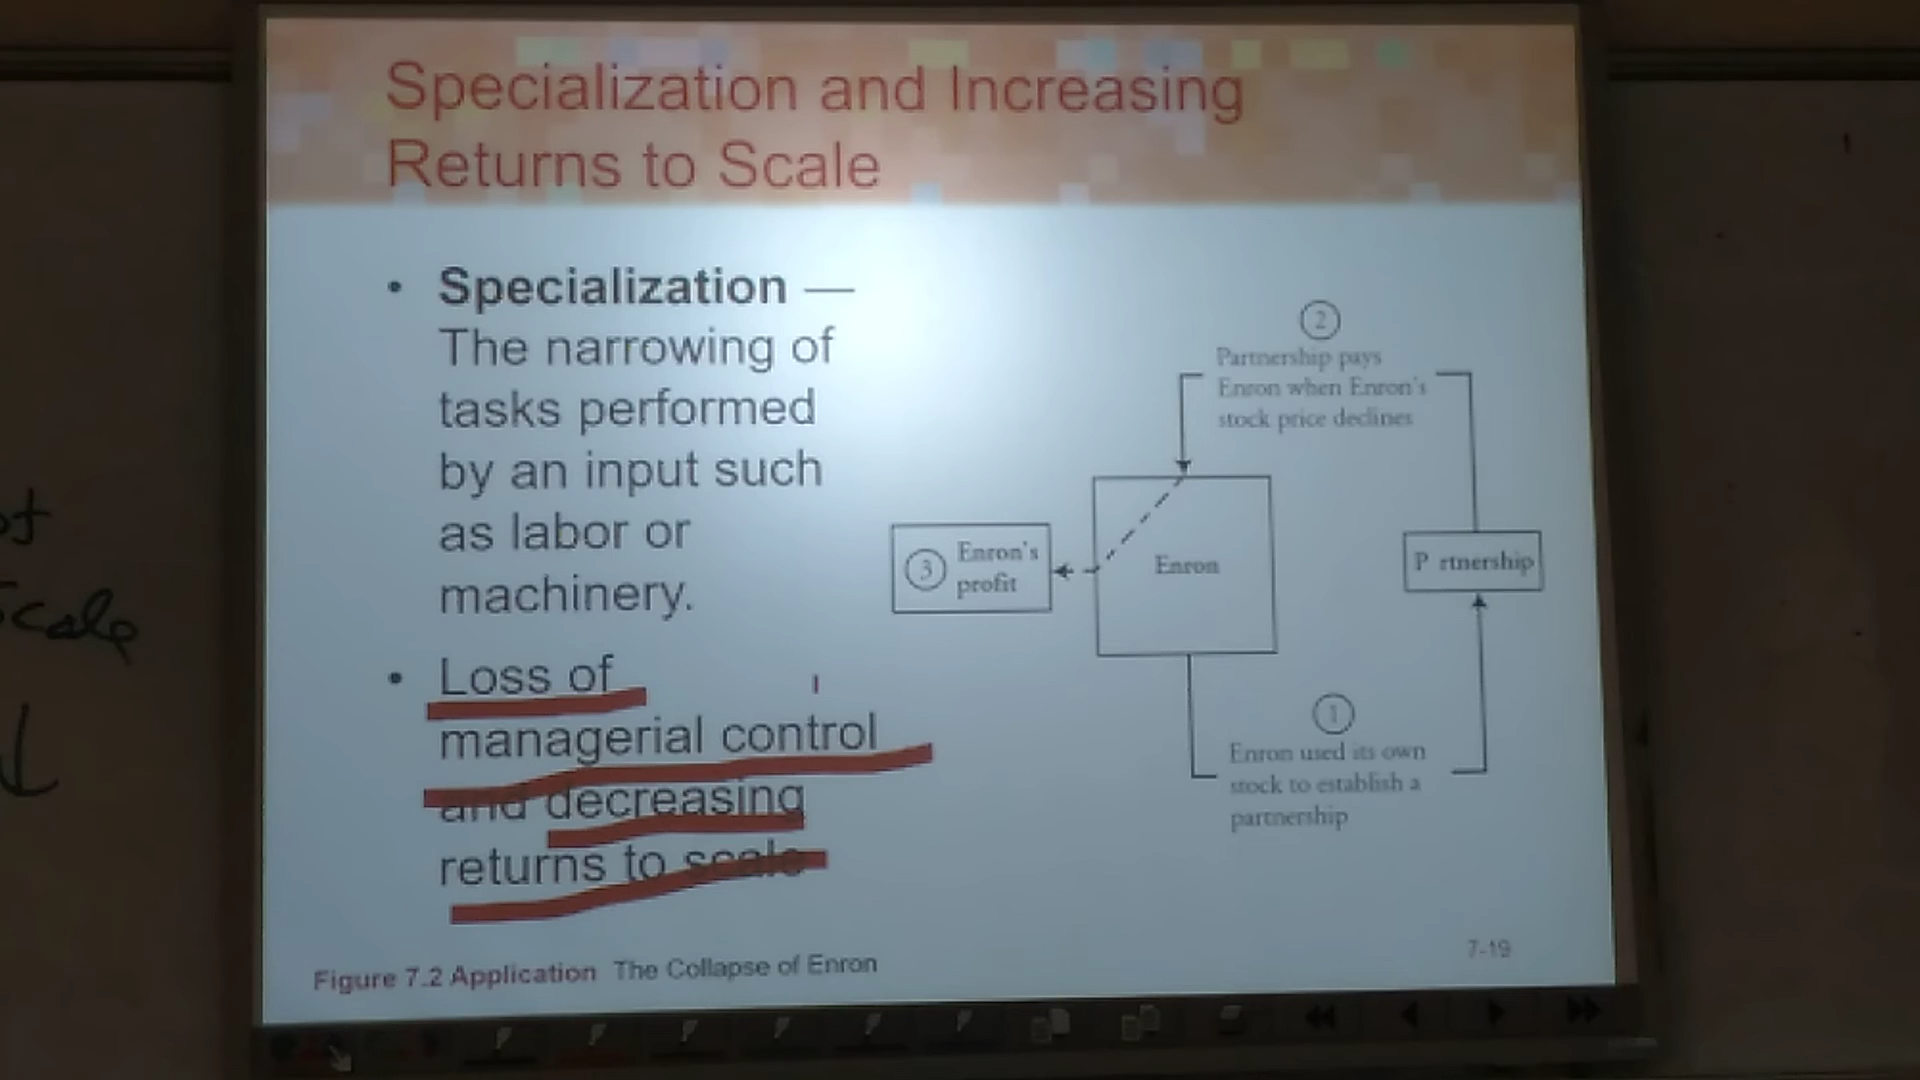 Specialization and Increasing
Returns to Scale
• Specialization —
The narrowing of
tasks performed
by an input such
as labor or
machinery.
• Loss of
managerial control
and decreasing
returns to scale
2
Partnership pays
Enron when Enron's
stock price declines
3 Enron's
profit
Enron
P rtnership
1
Enron used its own
stock to establish a
partnership
Figure 7.2 Application The Collapse of Enron
7-19
of
Scale